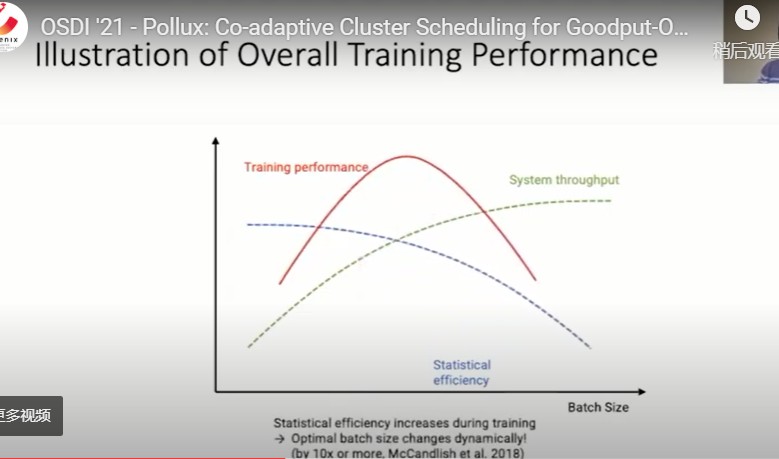 enix
OSDI '21 - Pollux: Co-adaptive Cluster Scheduling for Goodput-O...
稍后观看
Illustration of Overall Training Performance
Training performance
System throughput
Statistical
efficiency
Batch Size
更多视频
Statistical efficiency increases during training
→ Optimal batch size changes dynamically!
(by 10x or more, McCandlish et al. 2018)